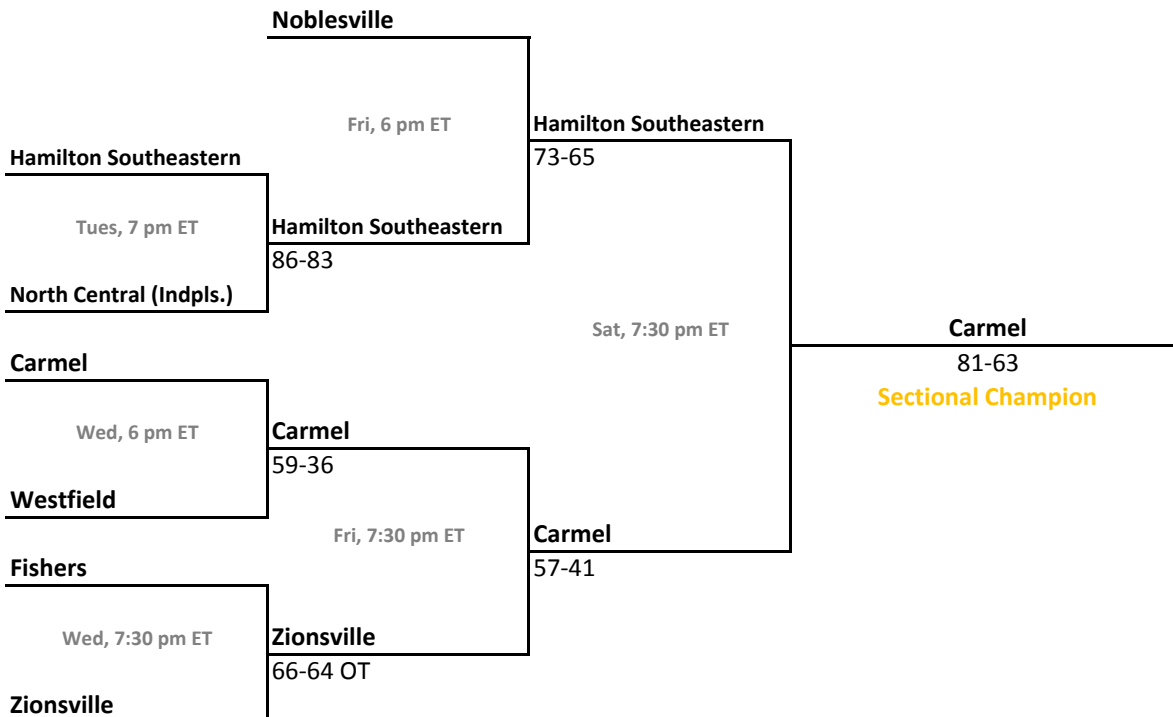 Noblesville
Fri, 6 pm ET
Hamilton Southeastern
73-65
Hamilton Southeastern
Tues, 7 pm ET
Hamilton Southeastern
86-83
North Central (Indpls.)
Sat, 7:30 pm ET
Carmel
81-63
Sectional Champion
Carmel
Wed, 6 pm ET
Carmel
59-36
Westfield
Fri, 7:30 pm ET
Carmel
57-41
Fishers
Wed, 7:30 pm ET
Zionsville
66-64 OT
Zionsville